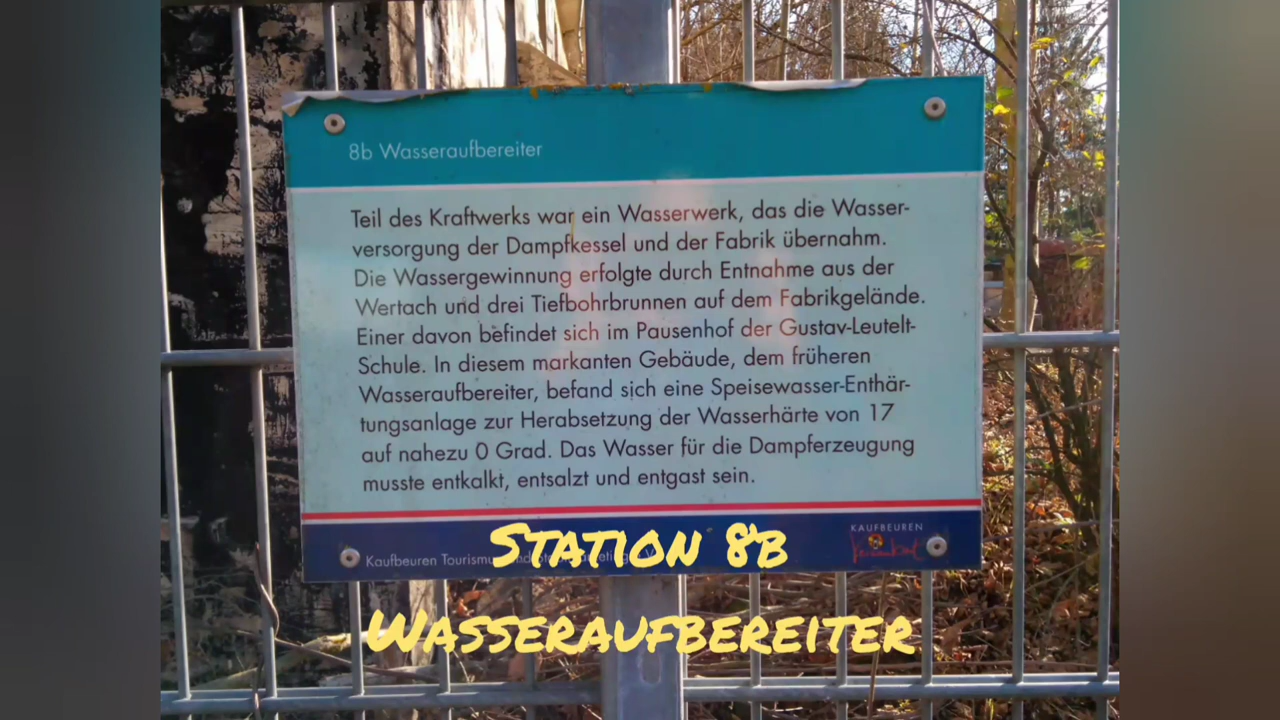 8b Wasseraufbereiter
Teil des Kraftwerks war ein Wasserwerk, das die Wasser-
versorgung der Dampfkessel und der Fabrik übernahm.
Die Wassergewinnung erfolgte durch Entnahme aus der
Wertach und drei Tiefbohrbrunnen auf dem Fabrikgelände.
Einer davon befindet sich im Pausenhof der Gustav-Leutelt-
Schule. In diesem markanten Gebäude, dem früheren
Wasseraufbereiter, befand sich eine Speisewasser-Enthär-
tungsanlage zur Herabsetzung der Wasserhärte von 17
auf nahezu 0 Grad. Das Wasser für die Dampferzeugung
musste entkalkt, entsalzt und entgast sein.
KAUFBEUREN
Kaufbeuren Tourismus
Station 8'b
Wasseraufbereiter